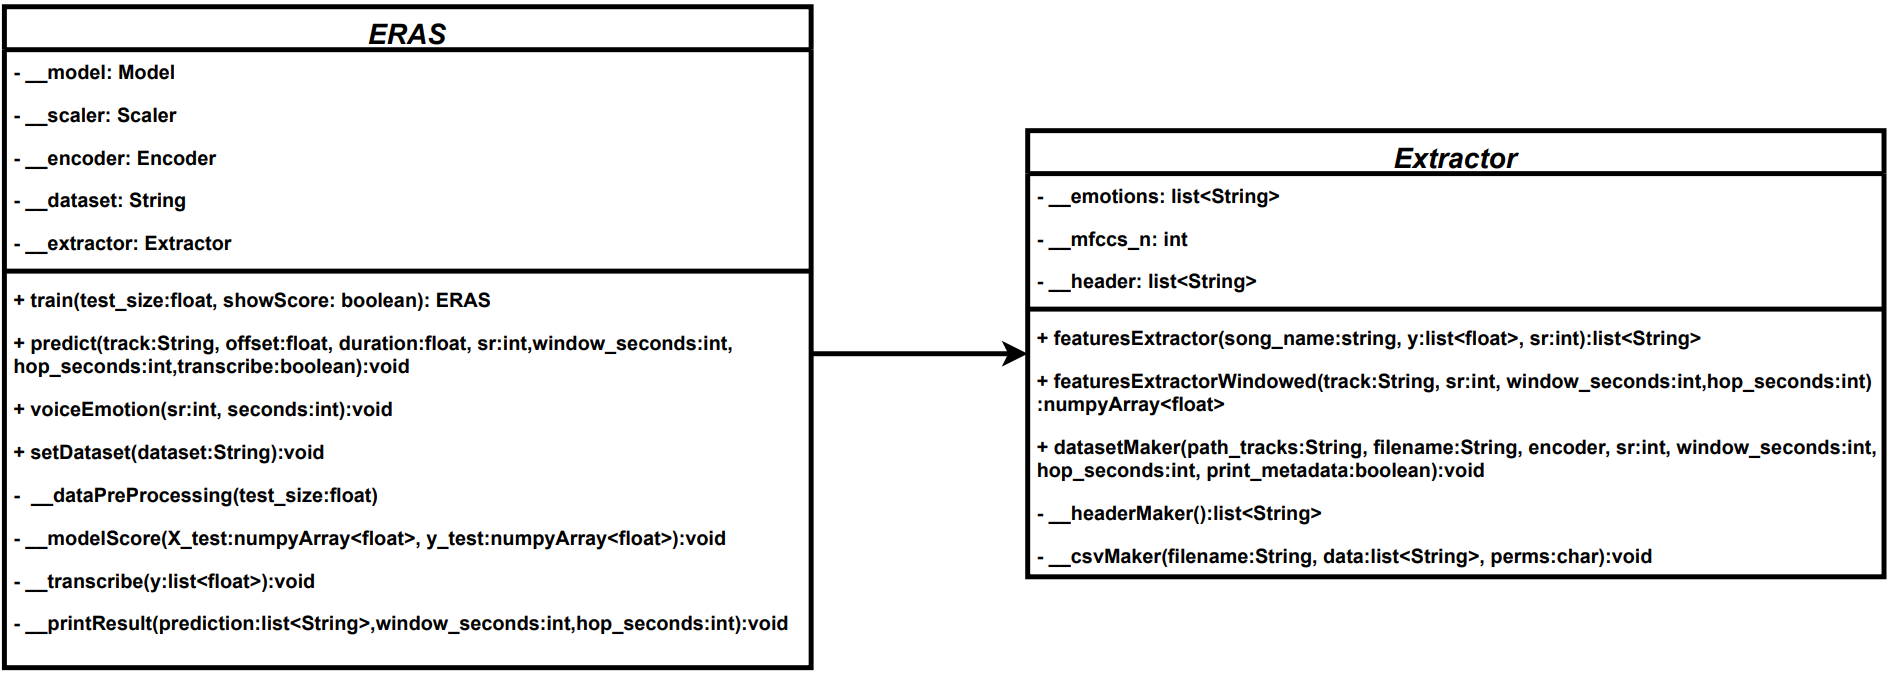 ERAS
- __model: Model
- __scaler: Scaler
- __encoder: Encoder
- __dataset: String
- __extractor: Extractor
+ train(test_size:float, showScore: boolean): ERAS
+ predict(track:String, offset:float, duration:float, sr:int,window_seconds:int,
hop_seconds:int,transcribe:boolean):void
+ voiceEmotion(sr:int, seconds:int):void
+ setDataset(dataset:String):void
-  __dataPreProcessing(test_size:float)
- __modelScore(X_test:numpyArray<float>, y_test:numpyArray<float>):void
- __transcribe(y:list<float>):void
- __printResult(prediction:list<String>,window_seconds:int,hop_seconds:int):void
Extractor
- __emotions: list<String>
- __mfccs_n: int
- __header: list<String>
+ featuresExtractor(song_name:string, y:list<float>, sr:int):list<String>
+ featuresExtractorWindowed(track:String, sr:int, window_seconds:int,hop_seconds:int)
:numpyArray<float>
+ datasetMaker(path_tracks:String, filename:String, encoder, sr:int, window_seconds:int,
hop_seconds:int, print_metadata:boolean):void
- __headerMaker():list<String>
- __csvMaker(filename:String, data:list<String>, perms:char):void